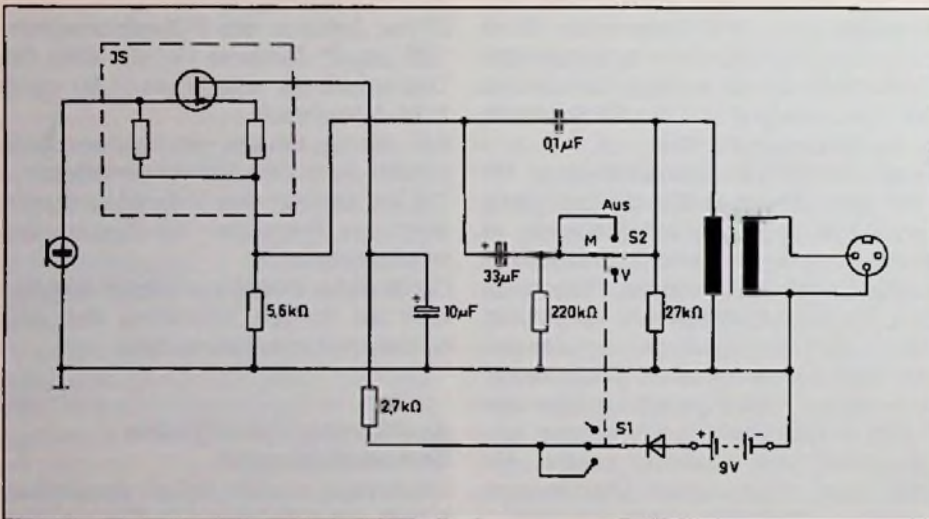 JS
0,1µF
Aus
M
S2
V
33µF
5,6kΩ
10µF
220kΩ
27kΩ
2,7kΩ
S1
+
-
9V